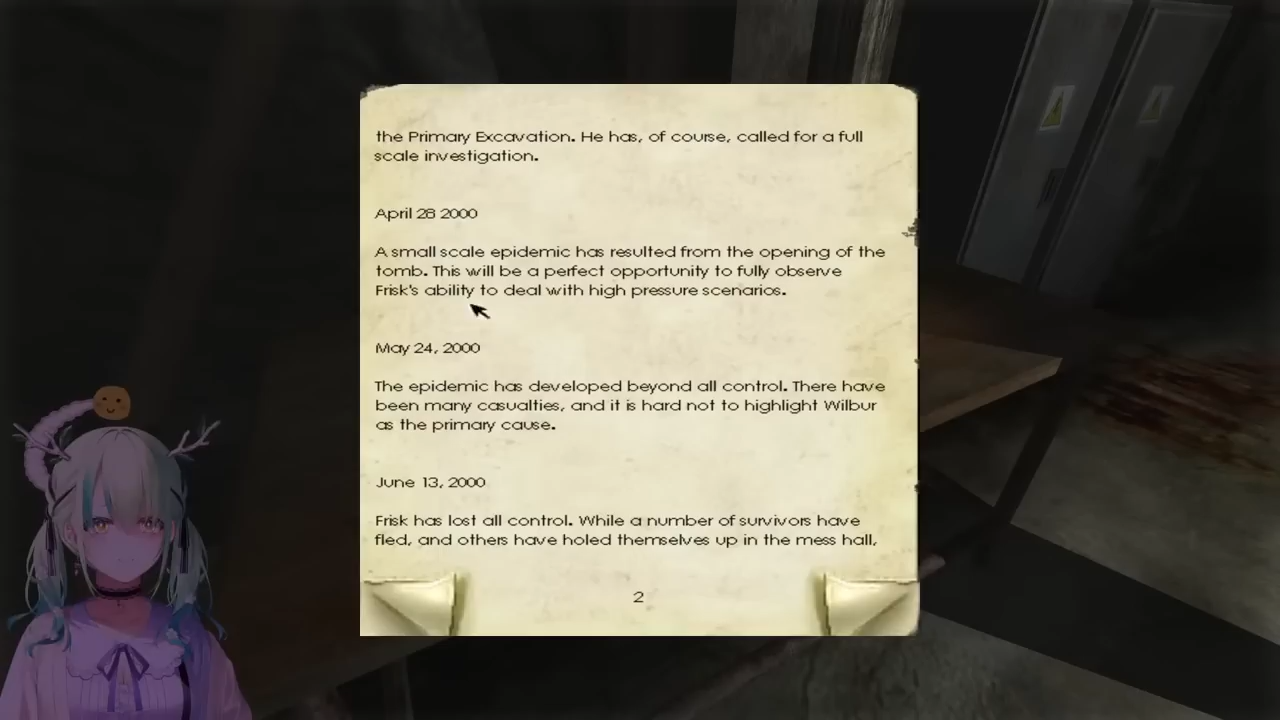 the Primary Excavation. He has, of course, called for a full
scale investigation.
April 28 2000
A small scale epidemic has resulted from the opening of the
tomb. This will be a perfect opportunity to fully observe
Frisk's ability to deal with high pressure scenarios.
May 24, 2000
The epidemic has developed beyond all control. There have
been many casualties, and it is hard not to highlight Wilbur
as the primary cause.
June 13, 2000
Frisk has lost all control. While a number of survivors have
fled, and others have holed themselves up in the mess hall,
2